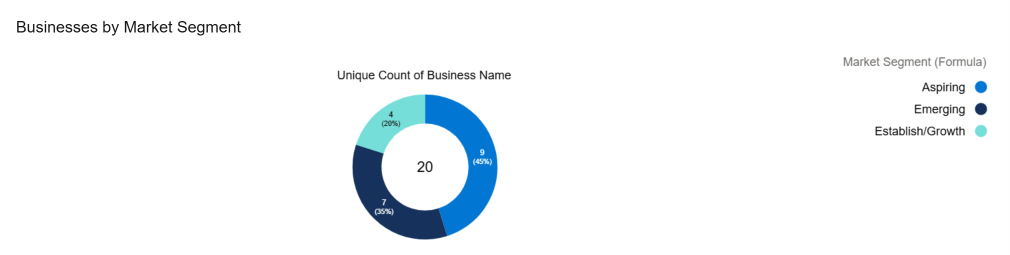 Businesses by Market Segment
Unique Count of Business Name
4
(20%)
9
(45%)
20
7
(35%)
Market Segment (Formula)
Aspiring
Emerging
Establish/Growth